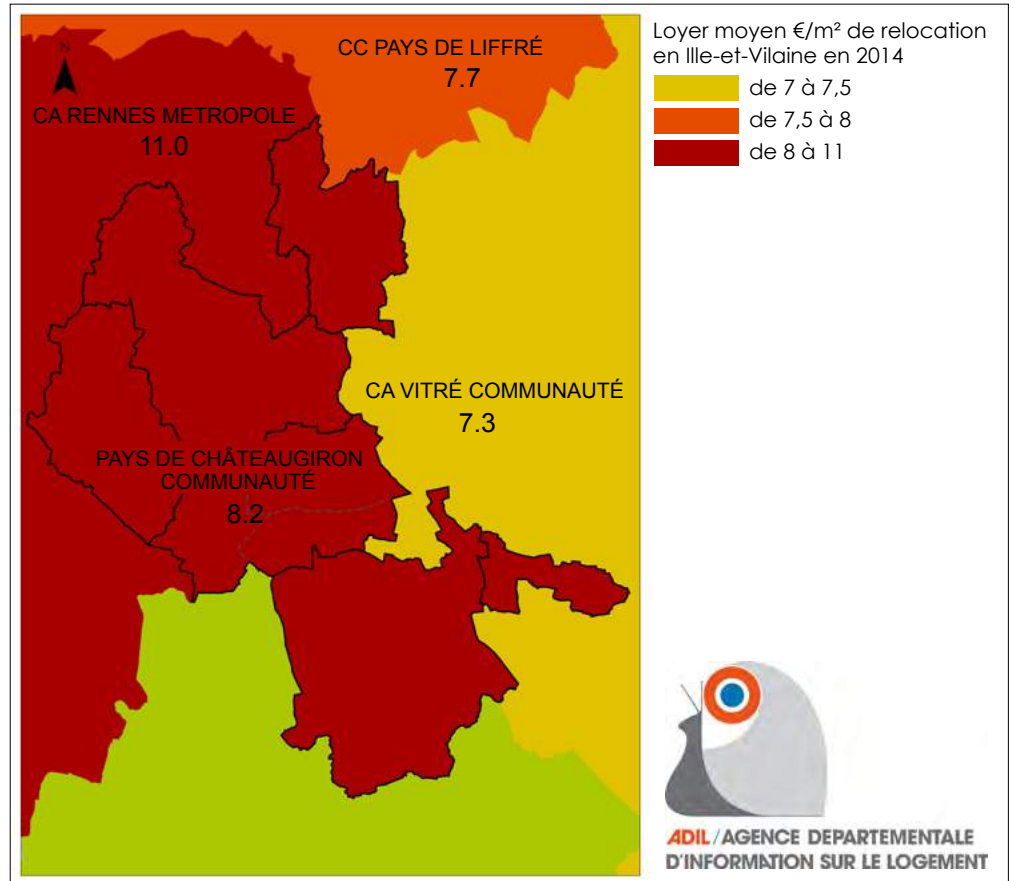 Loyer moyen €/m² de relocation
en Ille-et-Vilaine en 2014
de 7 à 7,5
de 7,5 à 8
de 8 à 11
N
CC PAYS DE LIFFRÉ
7.7
CA RENNES METROPOLE
11.0
CA VITRÉ COMMUNAUTÉ
7.3
PAYS DE CHÂTEAUGIRON
COMMUNAUTÉ
8.2
ADIL/AGENCE DEPARTEMENTALE
D'INFORMATION SUR LE LOGEMENT